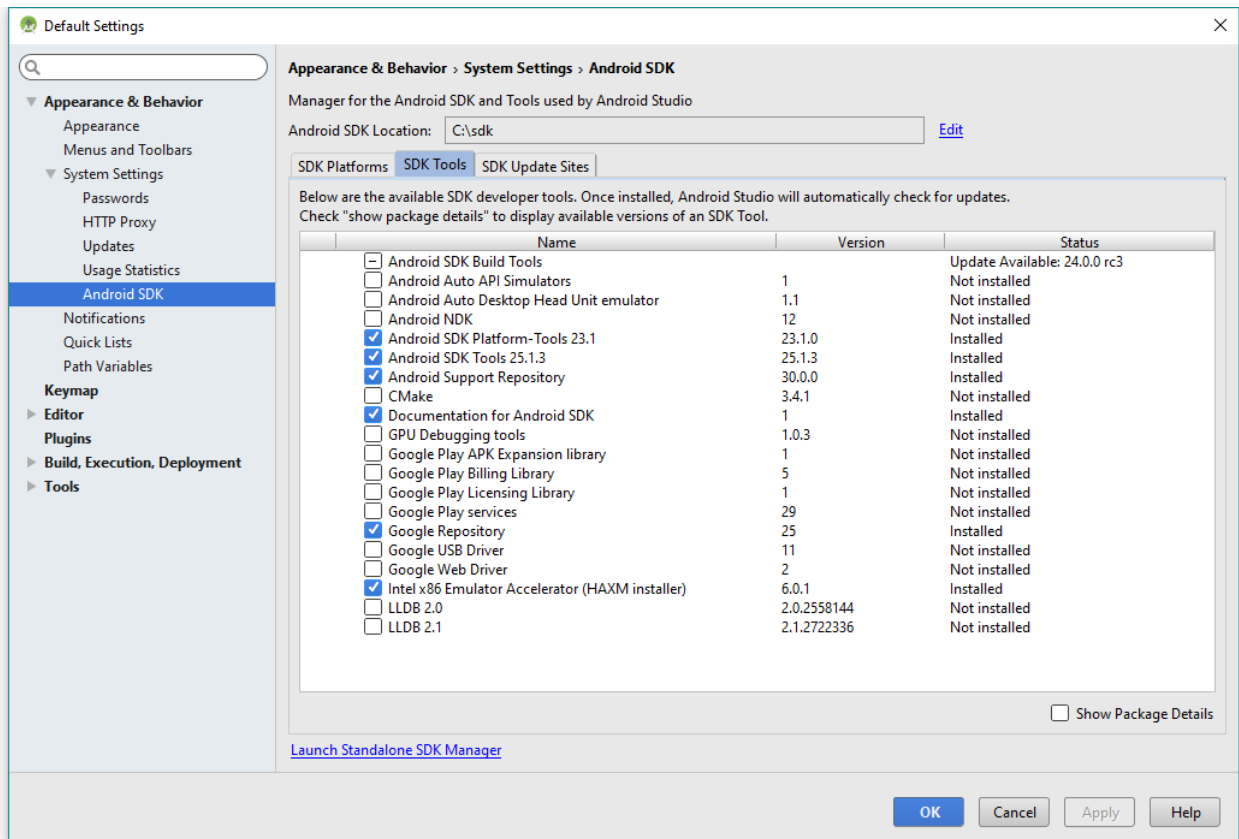 Default Settings
Appearance & Behavior
Appearance
Menus and Toolbars
System Settings
Passwords
HTTP Proxy
Updates
Usage Statistics
Android SDK
Notifications
Quick Lists
Path Variables
Keymap
Editor
Plugins
Build, Execution, Deployment
Tools
Appearance & Behavior › System Settings › Android SDK
Manager for the Android SDK and Tools used by Android Studio
Android SDK Location: C:\sdk Edit
SDK Platforms SDK Tools SDK Update Sites
Below are the available SDK developer tools. Once installed, Android Studio will automatically check for updates.
Check "show package details" to display available versions of an SDK Tool.
Name Version Status
Android SDK Build Tools Update Available: 24.0.0 rc3
Android Auto API Simulators 1 Not installed
Android Auto Desktop Head Unit emulator 1.1 Not installed
Android NDK 12 Not installed
Android SDK Platform-Tools 23.1 23.1.0 Installed
Android SDK Tools 25.1.3 25.1.3 Installed
Android Support Repository 30.0.0 Installed
CMake 3.4.1 Not installed
Documentation for Android SDK 1 Installed
GPU Debugging tools 1.0.3 Not installed
Google Play APK Expansion library 1 Not installed
Google Play Billing Library 5 Not installed
Google Play Licensing Library 1 Not installed
Google Play services 29 Not installed
Google Repository 25 Installed
Google USB Driver 11 Not installed
Google Web Driver 2 Not installed
Intel x86 Emulator Accelerator (HAXM installer) 6.0.1 Installed
LLDB 2.0 2.0.2558144 Not installed
LLDB 2.1 2.1.2722336 Not installed
Show Package Details
Launch Standalone SDK Manager
OK Cancel Apply Help